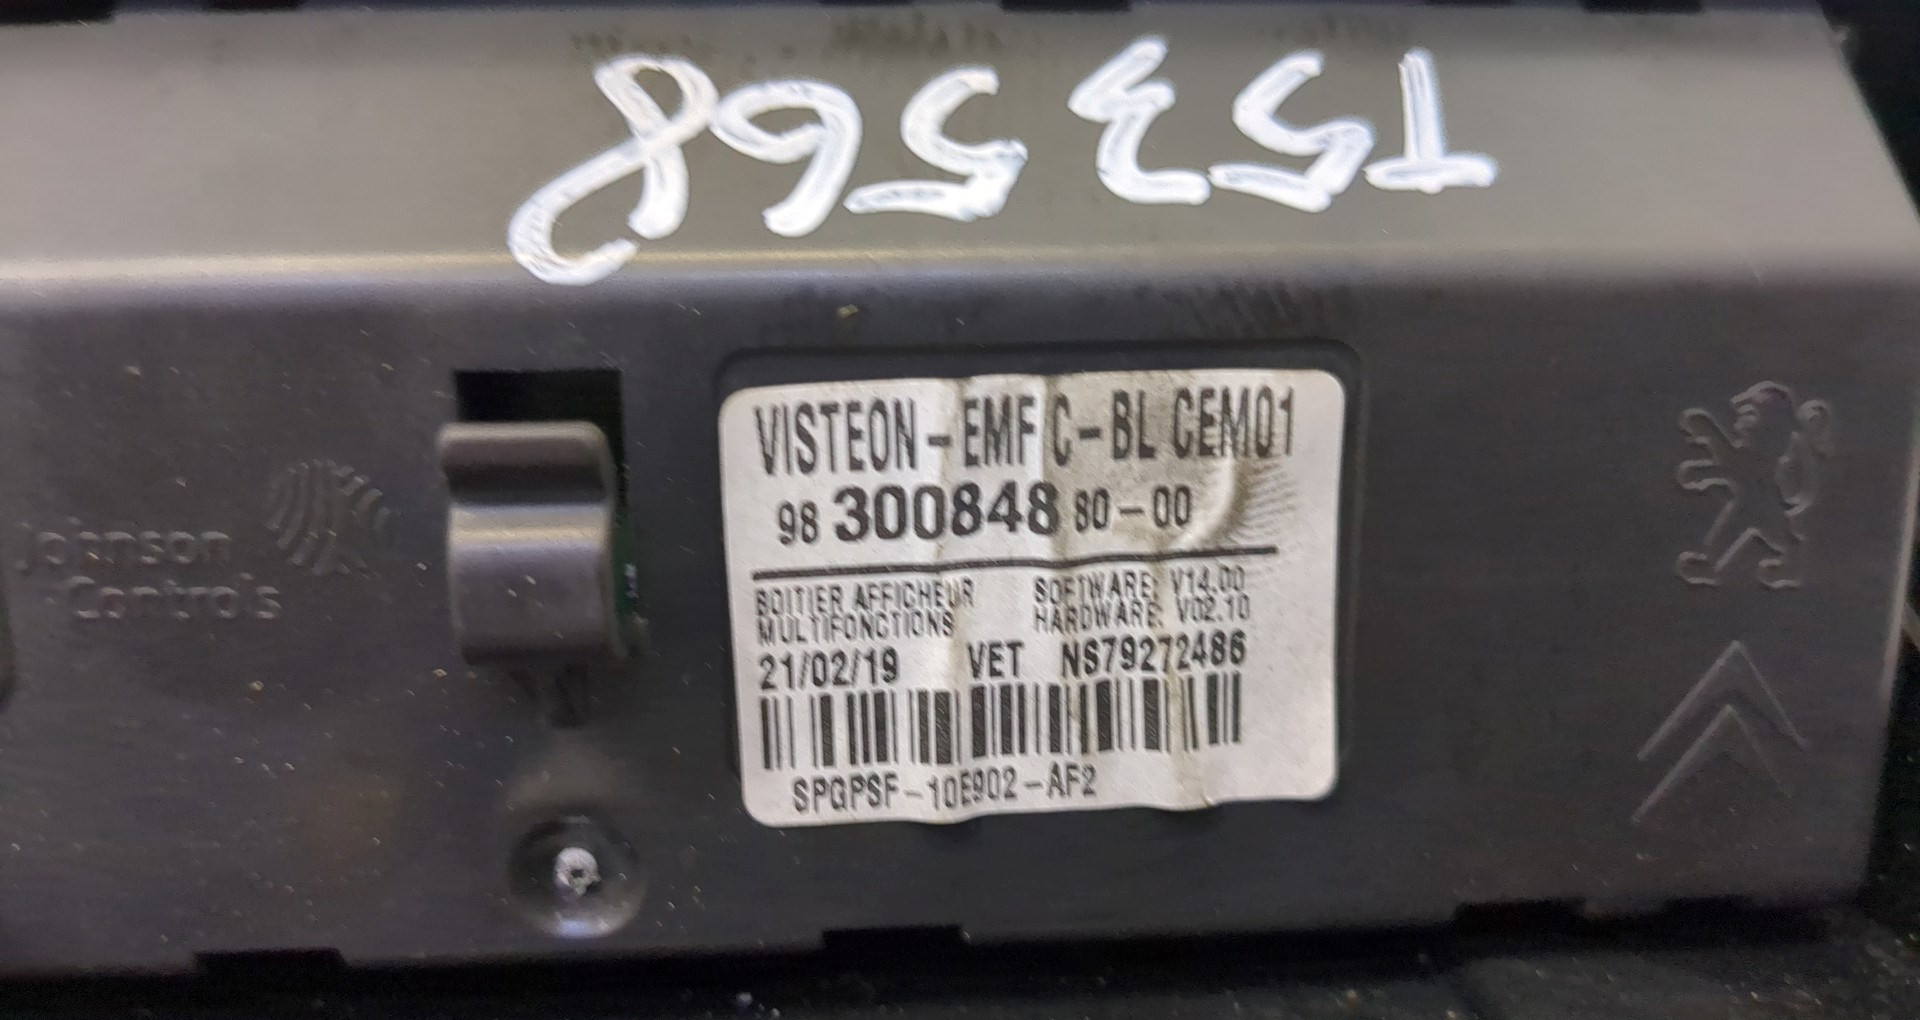 T53568
Johnson
Controls
VISTEON-EMF C-BL CEM01
98 300848 80-00
BOITIER AFFICHEUR SOFTWARE: V14.00
MULTIFONCTIONS HARDWARE: V02.10
21/02/19 VET NS79272486
SPGPSF-10E902-AF2